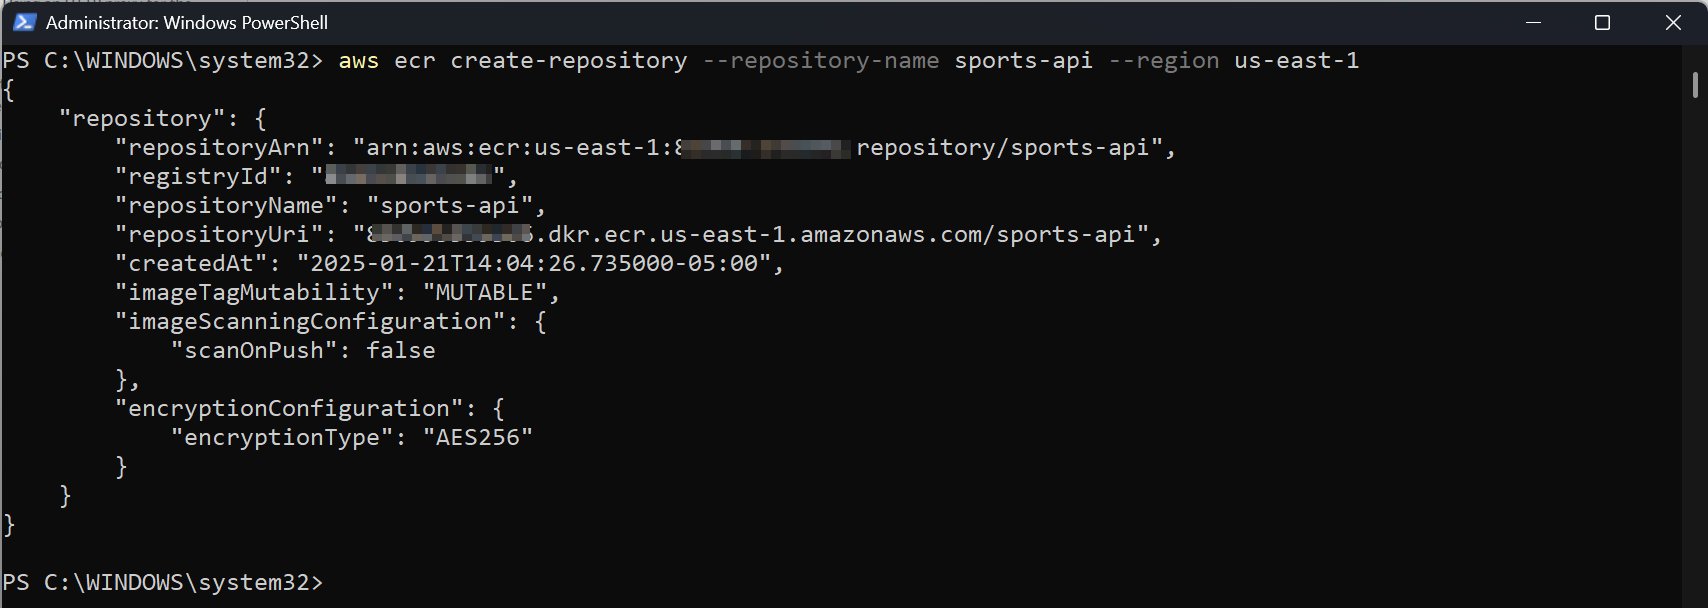 Administrator: Windows PowerShell
PS C:\WINDOWS\system32> aws ecr create-repository --repository-name sports-api --region us-east-1
{
    "repository": {
        "repositoryArn": "arn:aws:ecr:us-east-1:8 repository/sports-api",
        "registryId": "",
        "repositoryName": "sports-api",
        "repositoryUri": "8 .dkr.ecr.us-east-1.amazonaws.com/sports-api",
        "createdAt": "2025-01-21T14:04:26.735000-05:00",
        "imageTagMutability": "MUTABLE",
        "imageScanningConfiguration": {
            "scanOnPush": false
        },
        "encryptionConfiguration": {
            "encryptionType": "AES256"
        }
    }
}
PS C:\WINDOWS\system32>